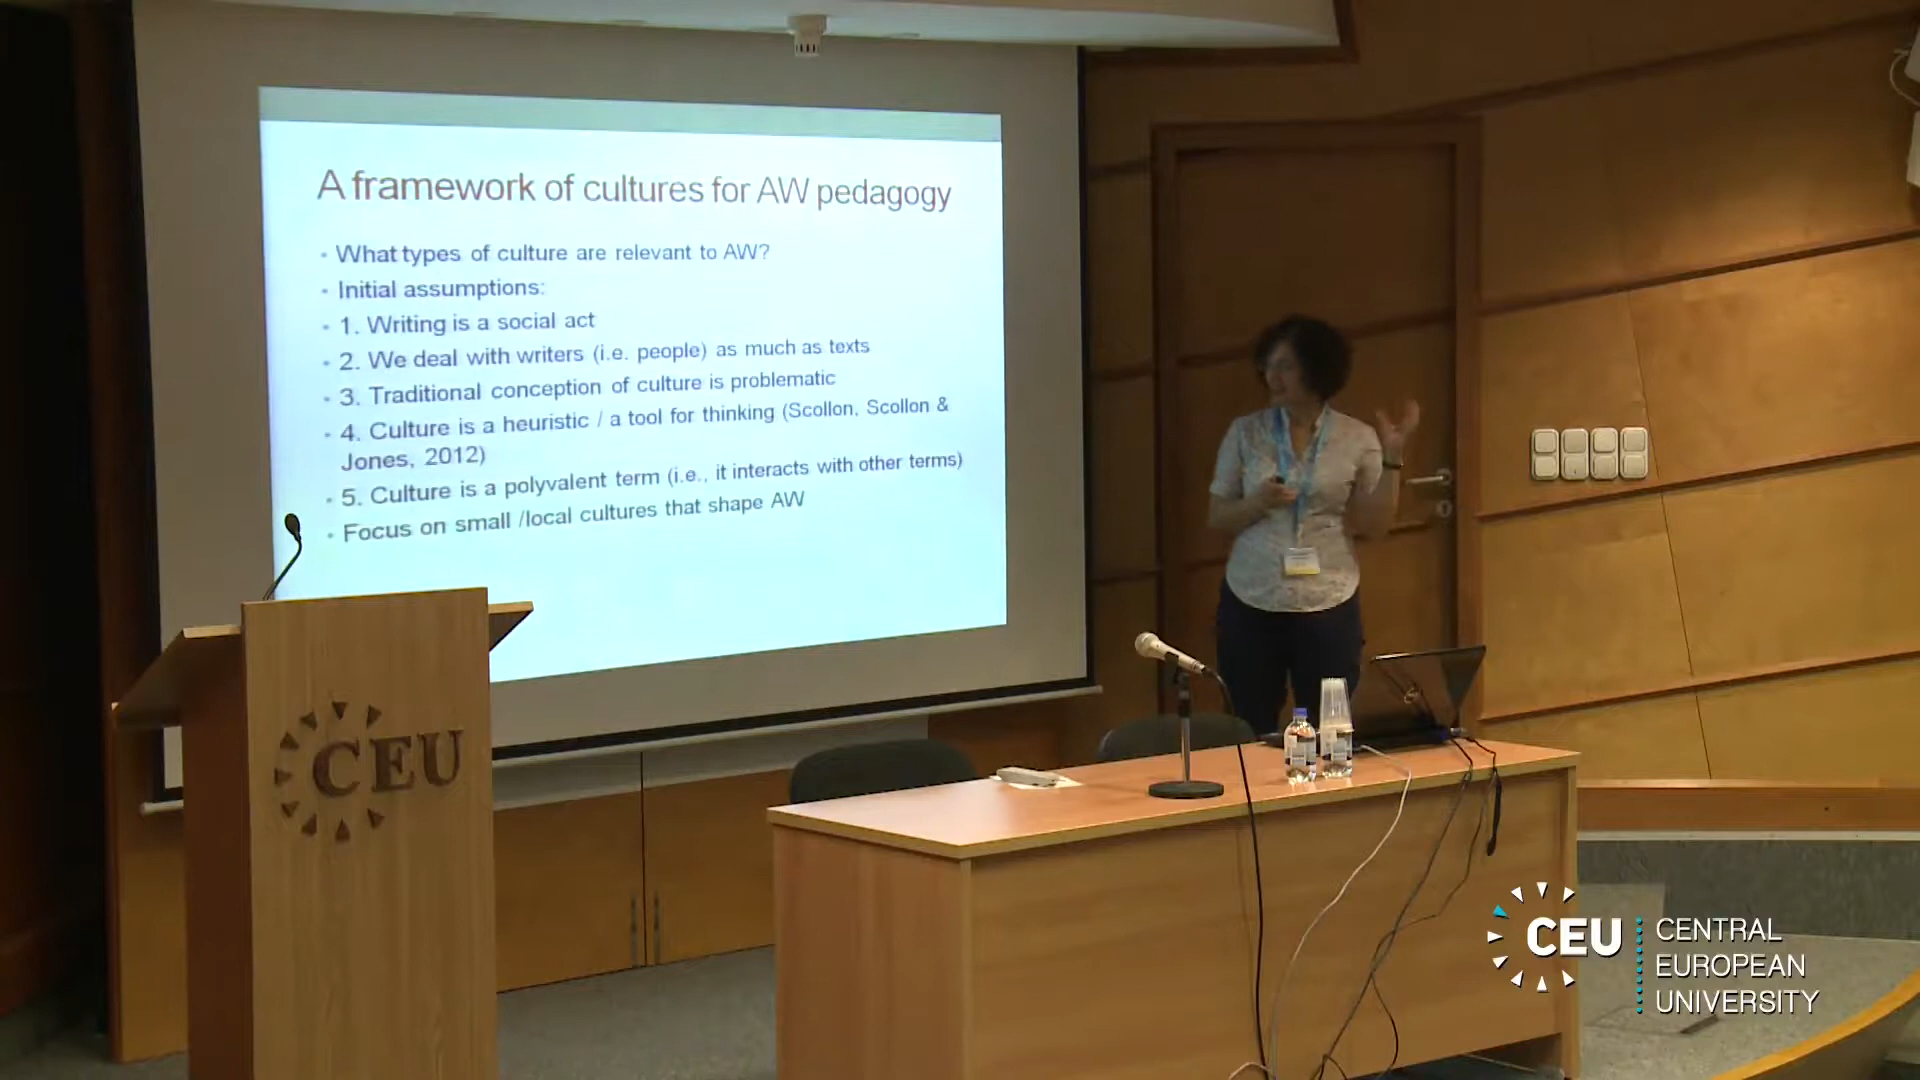 A framework of cultures for AW pedagogy
• What types of culture are relevant to AW?
• Initial assumptions:
• 1. Writing is a social act
• 2. We deal with writers (i.e. people) as much as texts
• 3. Traditional conception of culture is problematic
• 4. Culture is a heuristic / a tool for thinking (Scollon, Scollon &
Jones, 2012)
• 5. Culture is a polyvalent term (i.e., it interacts with other terms)
• Focus on small /local cultures that shape AW
CEU
CEU
CENTRAL
EUROPEAN
UNIVERSITY